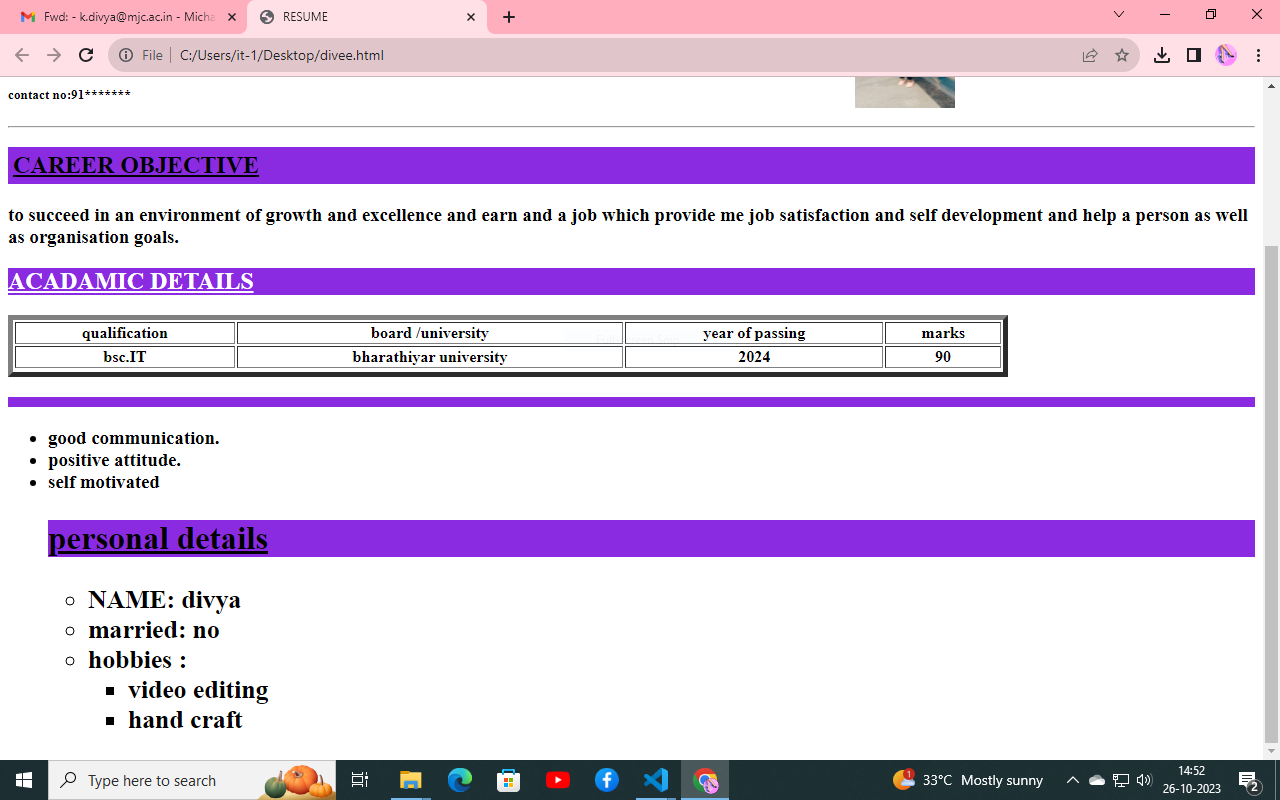 Fwd: - k.divya@mjc.ac.in - Micha
RESUME
File
C:/Users/it-1/Desktop/divee.html
contact no:91*******
CAREER OBJECTIVE
to succeed in an environment of growth and excellence and earn and a job which provide me job satisfaction and self development and help a person as well
as organisation goals.
ACADAMIC DETAILS
qualification board /university year of passing marks
bsc.IT bharathiyar university 2024 90
good communication.
positive attitude.
self motivated
personal details
NAME: divya
married: no
hobbies :
video editing
hand craft
Type here to search
1
33°C Mostly sunny
14:52
26-10-2023
2